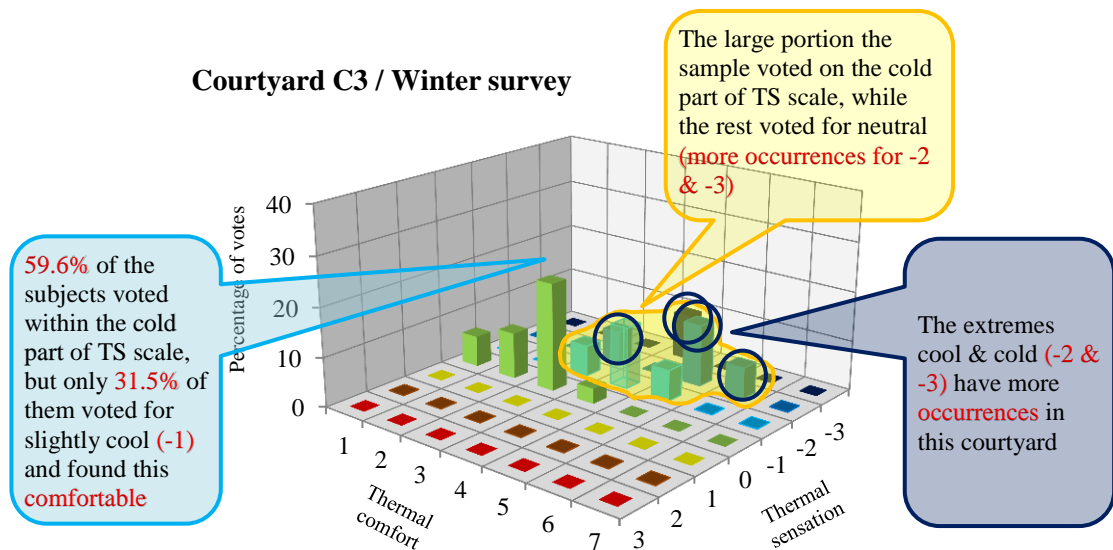 Courtyard C3 / Winter survey
The large portion the
sample voted on the cold
part of TS scale, while
the rest voted for neutral
(more occurrences for -2
& -3)
59.6% of the
subjects voted
within the cold
part of TS scale,
but only 31.5% of
them voted for
slightly cool (-1)
and found this
comfortable
The extremes
cool & cold (-2 &
-3) have more
occurrences in
this courtyard
Percentage of votes
40
30
20
10
0
1
2
3
4
5
6
7
Thermal
comfort
3
2
1
0
-1
-2
-3
Thermal
sensation